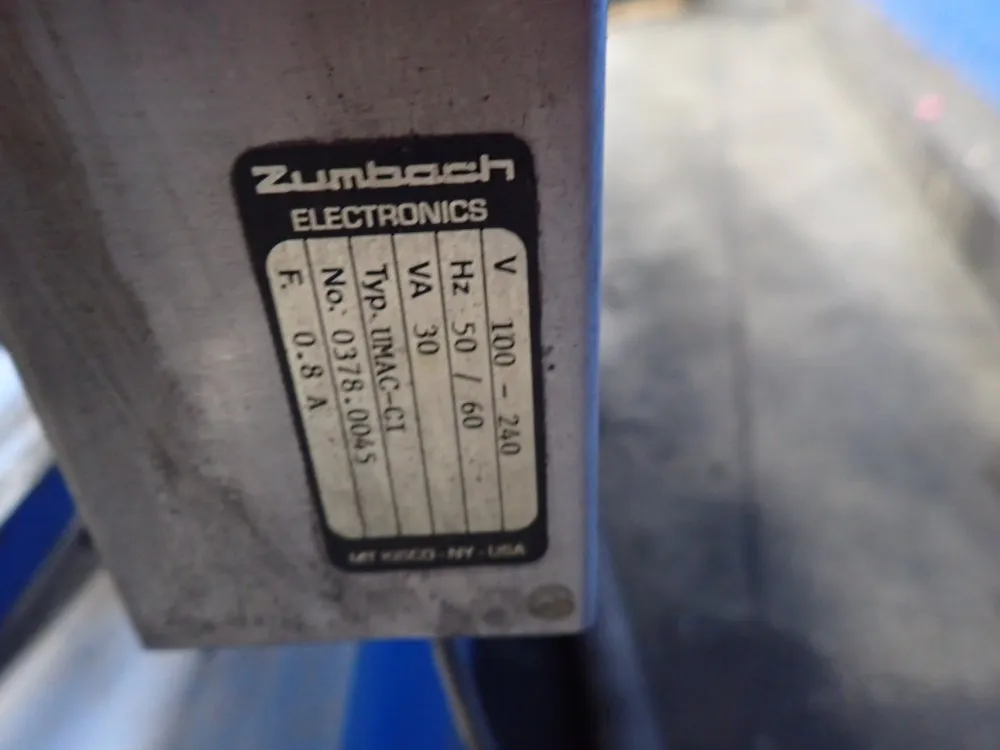 Zumbach
ELECTRONICS
V 100 - 240
Hz 50 / 60
VA 30
Typ. UMAC-CI
No.: 0378.0045
F. 0.8 A
MT KISCO - NY - USA